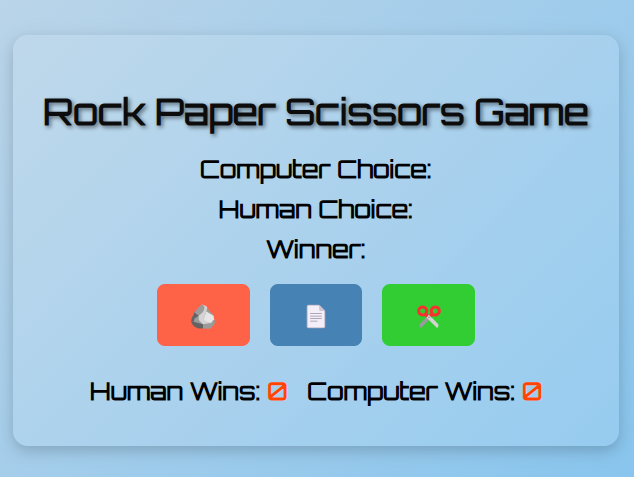 Rock Paper Scissors Game
Computer Choice:
Human Choice:
Winner:
Human Wins: 0 Computer Wins: 0